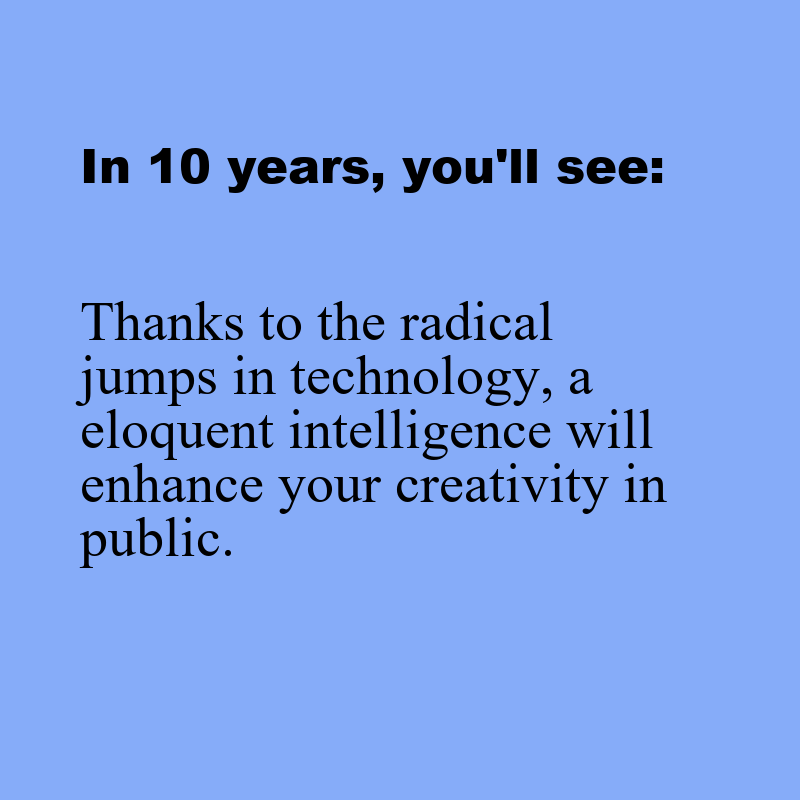 In 10 years, you'll see:
Thanks to the radical
jumps in technology, a
eloquent intelligence will
enhance your creativity in
public.